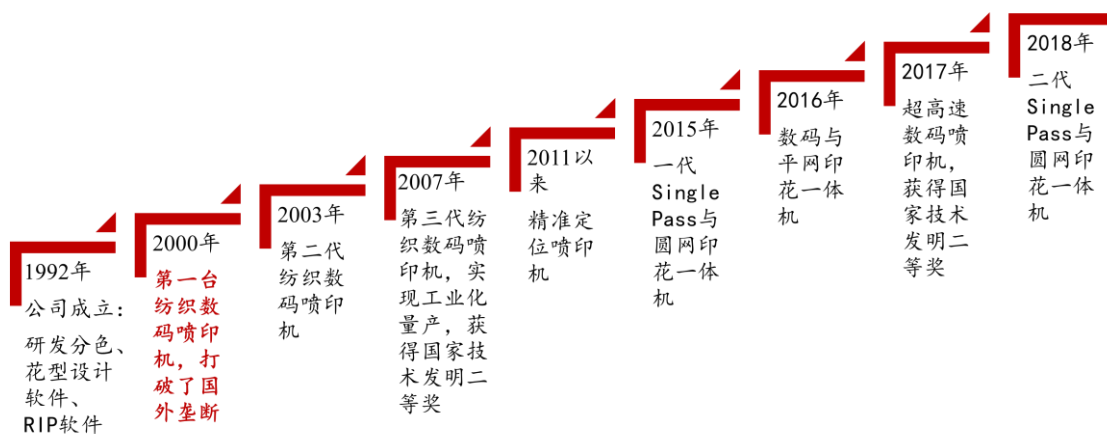 1992年
公司成立：
研发分色、
花型设计
软件、
RIP软件
2000年
第一台
纺织数
码喷印
机，打
破了国
外垄断
2003年
第二代
纺织数
码喷印
机
2007年
第三代纺
织数码喷
印机，实
现工业化
量产，获
得国家技
术发明二
等奖
2011以
来
精准定
位喷印
机
2015年
一代
Single
Pass与
圆网印
花一体
机
2016年
数码与
平网印
花一体
机
2017年
超高速
数码喷
印机，
获得国
家技术
发明二
等奖
2018年
二代
Single
Pass与
圆网印
花一体
机